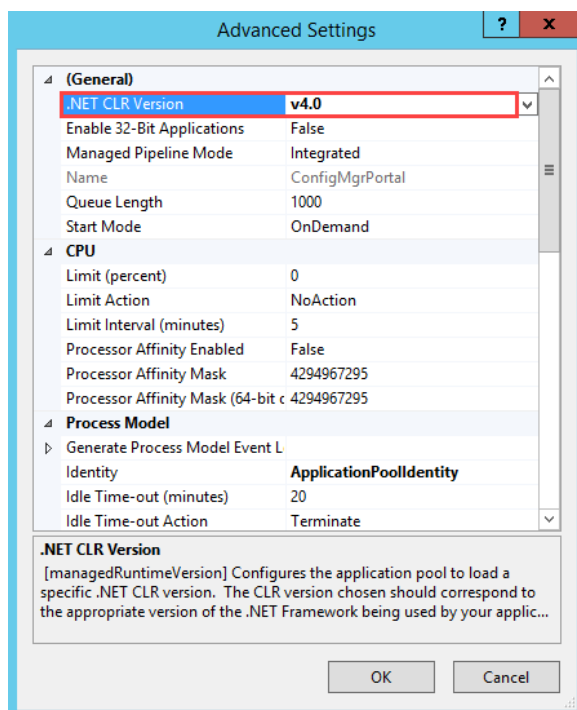 Advanced Settings
? x
(General)
.NET CLR Version v4.0
Enable 32-Bit Applications False
Managed Pipeline Mode Integrated
Name ConfigMgrPortal
Queue Length 1000
Start Mode OnDemand
CPU
Limit (percent) 0
Limit Action NoAction
Limit Interval (minutes) 5
Processor Affinity Enabled False
Processor Affinity Mask 4294967295
Processor Affinity Mask (64-bit c 4294967295
Process Model
Generate Process Model Event L
Identity ApplicationPoolIdentity
Idle Time-out (minutes) 20
Idle Time-out Action Terminate
.NET CLR Version
[managedRuntimeVersion] Configures the application pool to load a
specific .NET CLR version. The CLR version chosen should correspond to
the appropriate version of the .NET Framework being used by your applic...
OK Cancel